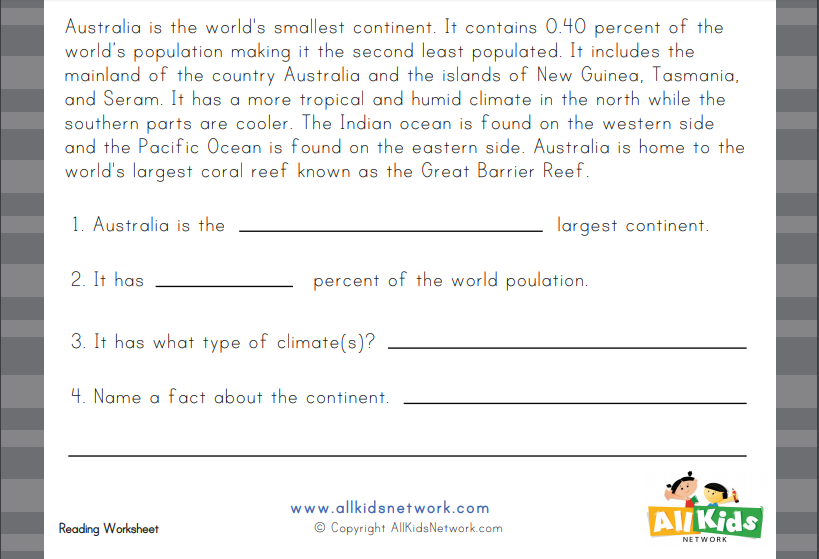 Australia is the world's smallest continent. It contains 0.40 percent of the
world's population making it the second least populated. It includes the
mainland of the country Australia and the islands of New Guinea, Tasmania,
and Seram. It has a more tropical and humid climate in the north while the
southern parts are cooler. The Indian ocean is found on the western side
and the Pacific Ocean is found on the eastern side. Australia is home to the
world's largest coral reef known as the Great Barrier Reef.
1. Australia is the ____________________ largest continent.
2. It has __________ percent of the world poulation.
3. It has what type of climate(s)? ____________________
4. Name a fact about the continent. ____________________
www.allkidsnetwork.com
Reading Worksheet
© Copyright AllKidsNetwork.com
All Kids
NETWORK